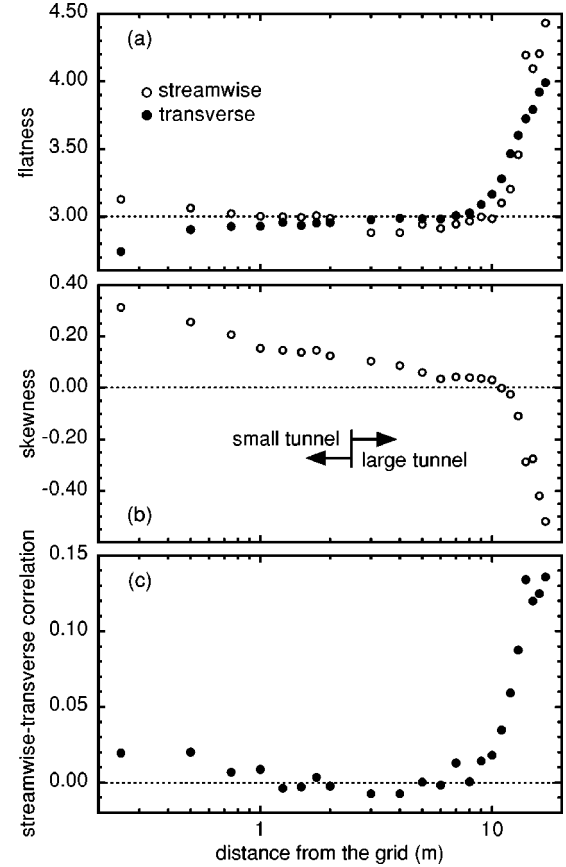 (a)
4.50
4.00
3.50
3.00
flatness
streamwise
transverse
0.40
0.20
0.00
-0.20
-0.40
skewness
small tunnel
large tunnel
(b)
0.15
0.10
0.05
0.00
streamwise-transverse correlation
(c)
1
10
distance from the grid (m)